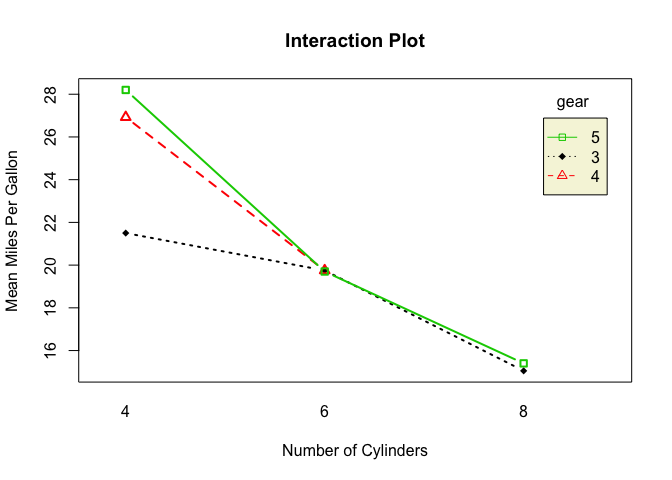 Interaction Plot
Mean Miles Per Gallon
28
26
24
22
20
18
16
gear
5
3
4
4 6 8
Number of Cylinders